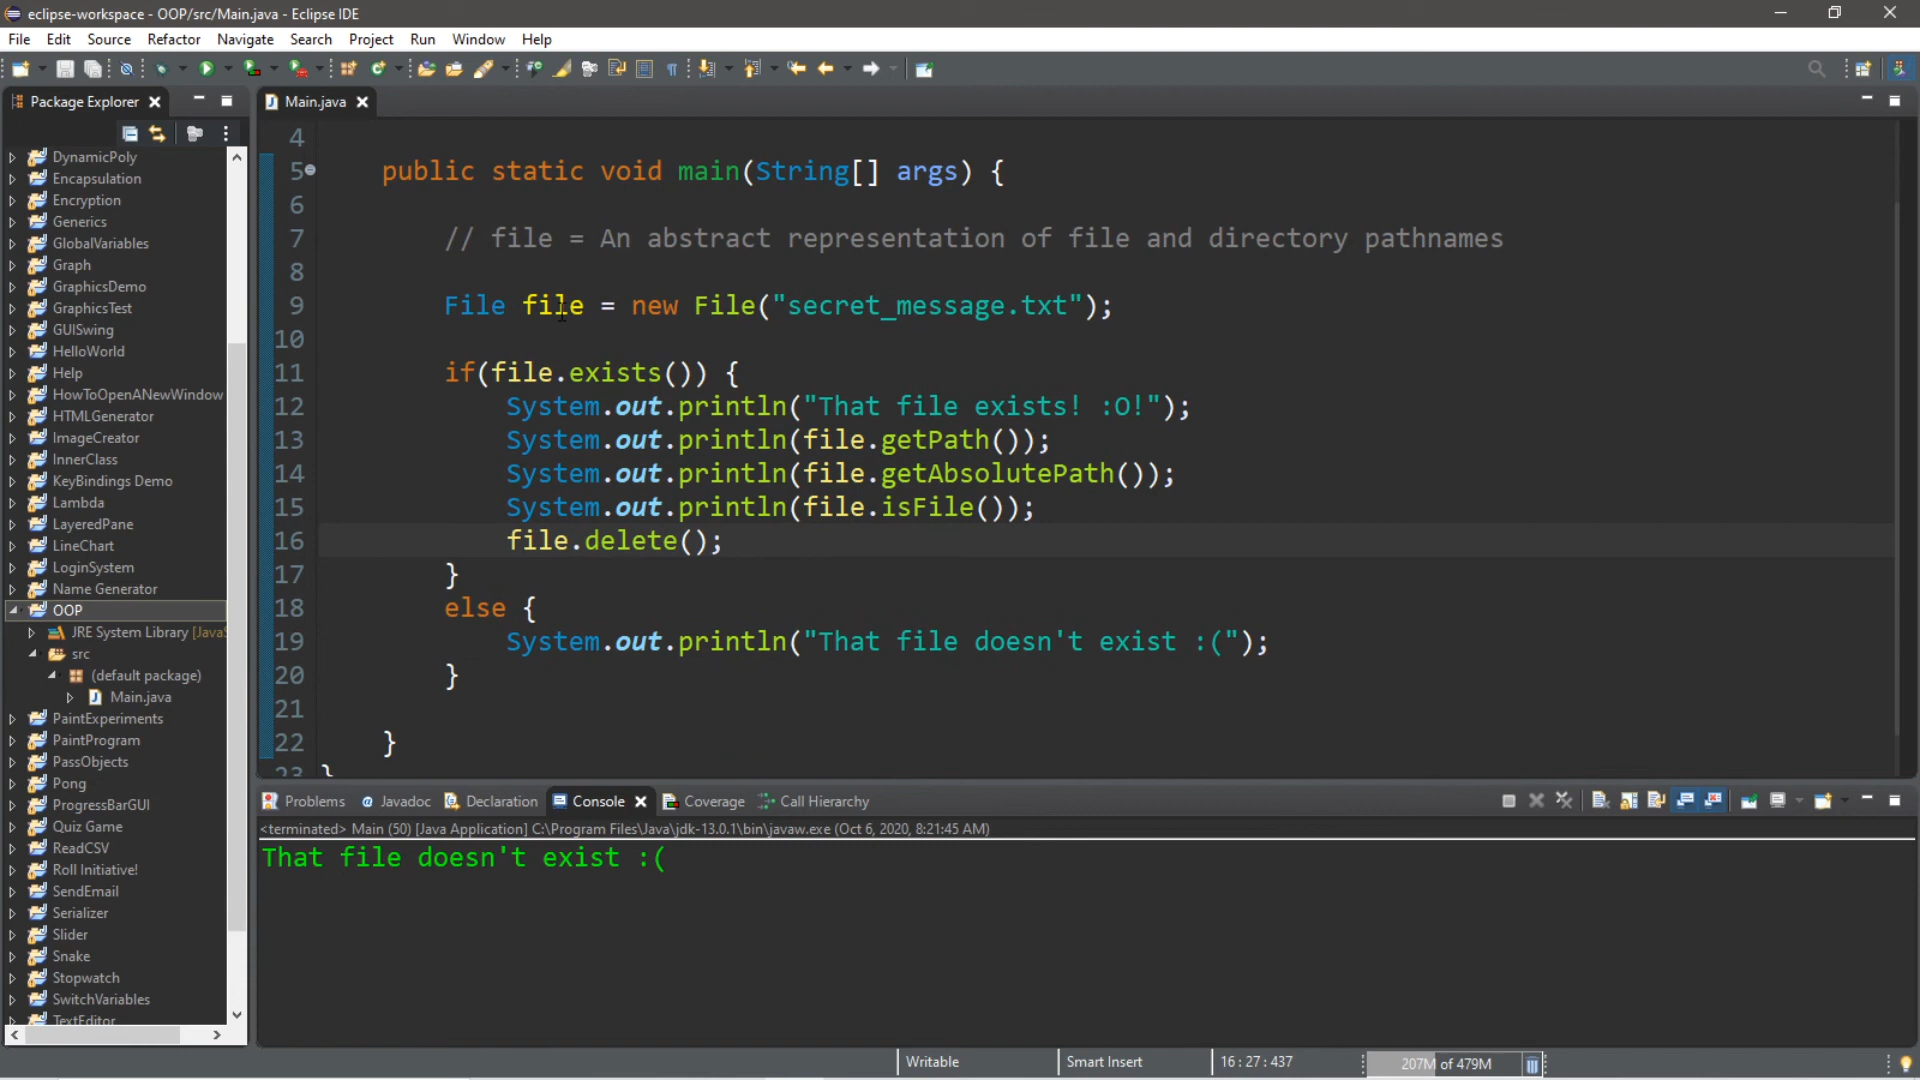 eclipse-workspace - OOP/src/Main.java - Eclipse IDE
File Edit Source Refactor Navigate Search Project Run Window Help
Package Explorer
DynamicPoly
Encapsulation
Encryption
Generics
GlobalVariables
Graph
GraphicsDemo
GraphicsTest
GUISwing
HelloWorld
Help
HowToOpenANewWindow
HTMLGenerator
ImageCreator
InnerClass
KeyBindings Demo
Lambda
LayeredPane
LineChart
LoginSystem
Name Generator
OOP
JRE System Library [JavaS
src
(default package)
Main.java
PaintExperiments
PaintProgram
PassObjects
Pong
ProgressBarGUI
Quiz Game
ReadCSV
Roll Initiative!
SendEmail
Serializer
Slider
Snake
Stopwatch
SwitchVariables
TextEditor
Main.java
4
5 public static void main(String[] args) {
6
7 // file = An abstract representation of file and directory pathnames
8
9 File file = new File("secret_message.txt");
10
11 if(file.exists()) {
12 System.out.println("That file exists! :O!");
13 System.out.println(file.getPath());
14 System.out.println(file.getAbsolutePath());
15 System.out.println(file.isFile());
16 file.delete();
17 }
18 else {
19 System.out.println("That file doesn't exist :(");
20 }
21
22 }
23 }
Problems @ Javadoc Declaration Console Coverage Call Hierarchy
<terminated> Main (50) [Java Application] C:\Program Files\Java\jdk-13.0.1\bin\javaw.exe (Oct 6, 2020, 8:21:45 AM)
That file doesn't exist :(
Writable Smart Insert 16 : 27 : 437 207M of 479M